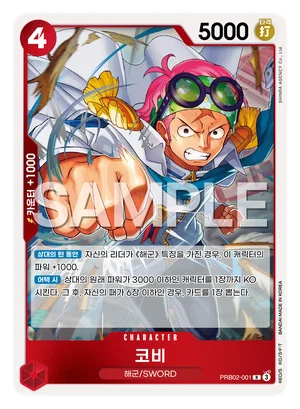 4
5000
타격
打
카운터 +1000
SAMPLE
상대의 턴 동안 자신의 리더가 《해군》 특징을 가진 경우, 이 캐릭터의
파워 +1000.
어택 시 상대의 원래 파워가 3000 이하인 캐릭터를 1장까지 KO
시킨다. 그 후, 자신의 패가 6장 이하인 경우, 카드를 1장 뽑는다.
CHARACTER
코비
해군/SWORD
PRB02-001 R
3